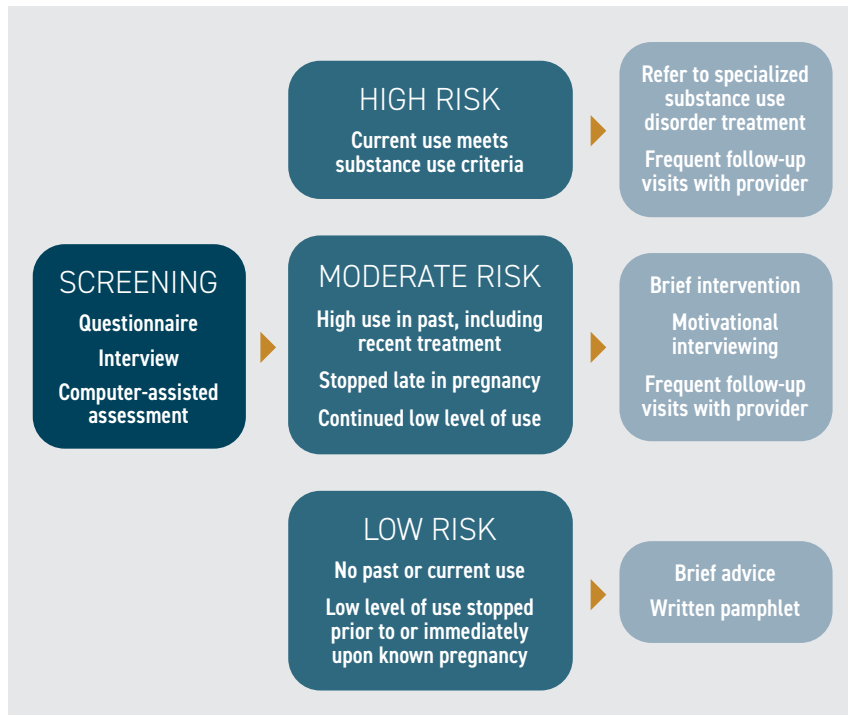 SCREENING
Questionnaire
Interview
Computer-assisted
assessment
HIGH RISK
Current use meets
substance use criteria
Refer to specialized
substance use
disorder treatment
Frequent follow-up
visits with provider
MODERATE RISK
High use in past, including
recent treatment
Stopped late in pregnancy
Continued low level of use
Brief intervention
Motivational
interviewing
Frequent follow-up
visits with provider
LOW RISK
No past or current use
Low level of use stopped
prior to or immediately
upon known pregnancy
Brief advice
Written pamphlet